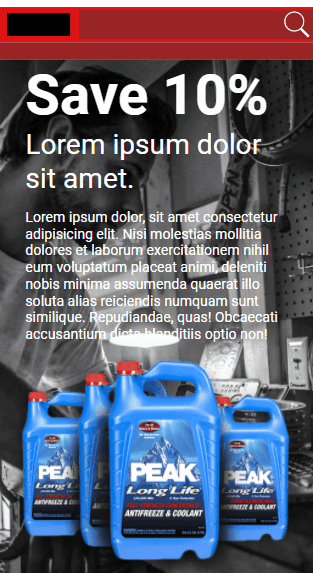 Save 10%
Lorem ipsum dolor
sit amet.
Lorem ipsum dolor, sit amet consectetur
adipisicing elit. Nisi molestias mollitia
dolores et laborum exercitationem nihil
eum voluptatum placeat animi, deleniti
nobis minima assumenda quaerat illo
soluta alias reiciendis numquam sunt
similique. Repudiandae, quas! Obcaecati
accusantium dicta blanditiis optio non!
OPEN
PEAK
Long Life
ANTIFREEZE & COOLANT
PEAK
Long Life
ANTIFREEZE & COOLANT
PEAK
Long Life
ANTIFREEZE & COOLANT